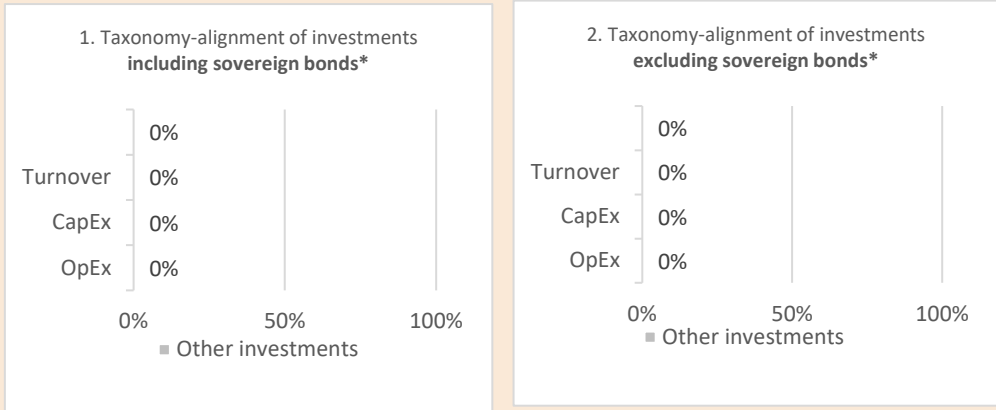 1. Taxonomy-alignment of investments
including sovereign bonds*
0%
Turnover 0%
CapEx 0%
OpEx 0%
0% 50% 100%
Other investments
2. Taxonomy-alignment of investments
excluding sovereign bonds*
0%
Turnover 0%
CapEx 0%
OpEx 0%
0% 50% 100%
Other investments